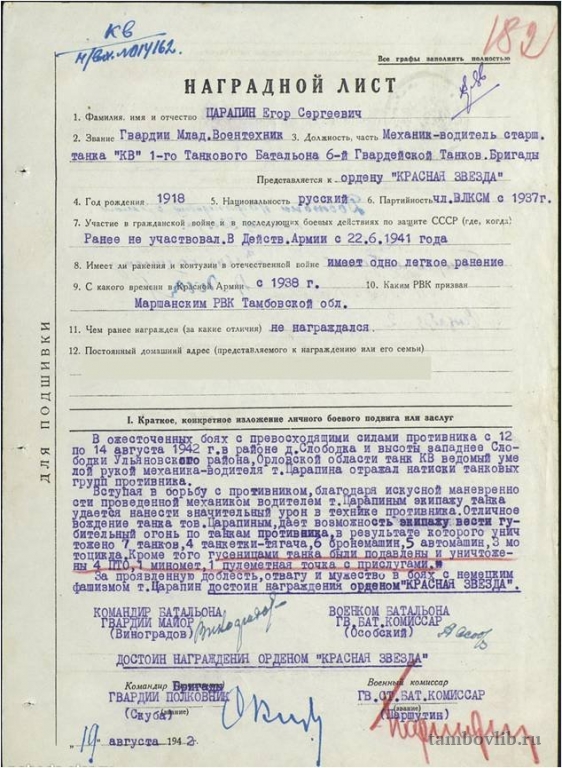 КВ
н/вх. №017162.
182
Все графы заполнять полностью
НАГРАДНОЙ ЛИСТ
1. Фамилия, имя и отчество ЦАРАПИН Егор Сергеевич
2. Звание Гвардии Млад.Воентехник 3. Должность, часть Механик-водитель старш.
танка "КВ" 1-го Танкового Батальона 6-й Гвардейской Танков.Бригады
Представляется к ордену "КРАСНАЯ ЗВЕЗДА"
4. Год рождения 1918 5. Национальность русский 6. Партийность чл.ВЛКСМ с 1937г.
7. Участие в гражданской войне и в последующих боевых действиях по защите СССР (где, когда)
Ранее не участвовал.В Действ.Армии с 22.6.1941 года
8. Имеет ли ранения и контузии в отечественной войне имеет одно легкое ранение
9. С какого времени в Красной Армии с 1938 г. 10. Каким РВК призван
Маршанским РВК Тамбовской обл.
11. Чем ранее награжден (за какие отличия) не награждался.
12. Постоянный домашний адрес (представляемого к награждению или его семьи)
ДЛЯ ПОДШИВКИ
I. Краткое, конкретное изложение личного боевого подвига или заслуг
В ожесточенных боях с превосходящими силами противника с 12
по 14 августа 1942 г.в районе д.Слободка и высоты западнее Сло-
бодки Ульяновского района,Орловской области танк КВ ведомый уме
лой рукой механика-водителя т.Царапина отражал натиски танковых
групп противника.
Вступая в борьбу с противником,благодаря искусной маневренно
сти проведенной механиком водителем т.Царапиным экипажу танка
удается нанести значительный урон в технике противника.Отличное
вождение танка тов.Царапиным,дает возможность экипажу вести гу-
бительный огонь по танкам противника,в результате которого унич
тожено 7 танков,4 танкетки-тягача,6 бронемашин,5 автомашин,3 мо
тоцикла.Кроме того гусеницами танка были подавлены и уничтоже-
ны 4 ПТО,1 миномет,1 пулеметная точка с прислугами.
За проявленную доблесть,отвагу и мужество в боях с немецким
фашизмом т.Царапин достоин награждения орденом"КРАСНАЯ ЗВЕЗДА".
КОМАНДИР БАТАЛЬОНА ВОЕНКОМ БАТАЛЬОНА
ГВАРДИИ МАЙОР ГВ.БАТ.КОМИССАР
(Виноградов) (Особский)
ДОСТОИН НАГРАЖДЕНИЯ ОРДЕНОМ "КРАСНАЯ ЗВЕЗДА"
Командир Бригады Военный комиссар
ГВАРДИИ ПОЛКОВНИК ГВ.СТ.БАТ.КОМИССАР
(звание)
(Скуба) (Паршутин)
"19" августа 1942
tambovlib.ru